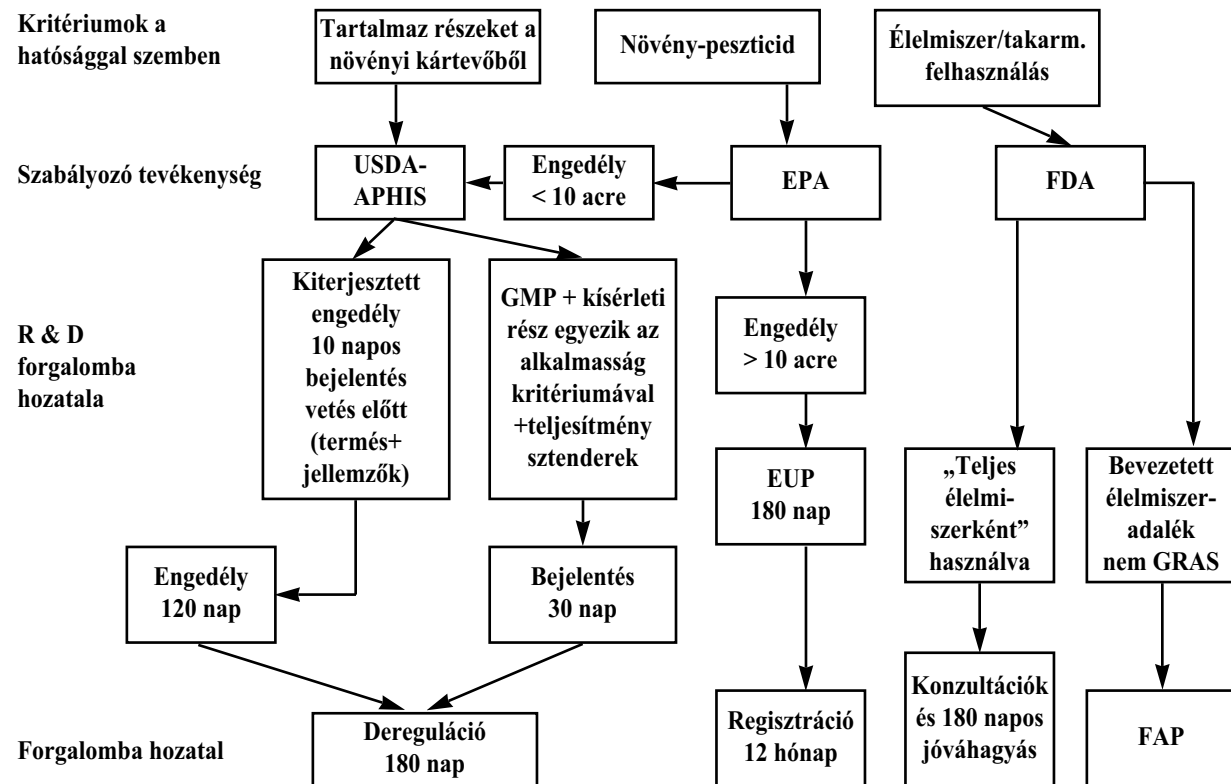 Kritériumok a
hatósággal szemben
Tartalmaz részeket a
növényi kártevőből
Növény-peszticid
Élelmiszer/takarm.
felhasználás
Szabályozó tevékenység
USDA-
APHIS
Engedély
< 10 acre
EPA
FDA
R & D
forgalomba
hozatala
Kiterjesztett
engedély
10 napos
bejelentés
vetés előtt
(termés+
jellemzők)
GMP + kísérleti
rész egyezik az
alkalmasság
kritériumával
+teljesítmény
sztenderek
Engedély
> 10 acre
EUP
180 nap
„Teljes
élelmi-
szerként”
használva
Bevezetett
élelmiszer-
adalék
nem GRAS
Engedély
120 nap
Bejelentés
30 nap
Forgalomba hozatal
Dereguláció
180 nap
Regisztráció
12 hónap
Konzultációk
és 180 napos
jóváhagyás
FAP